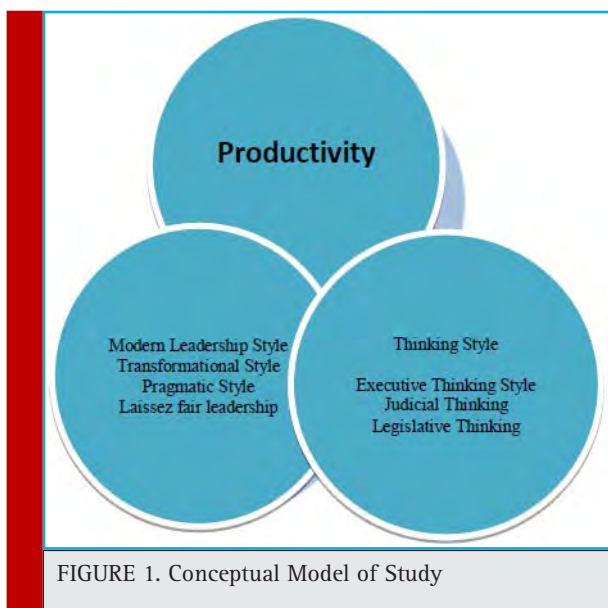 Productivity
Modern Leadership Style
Transformational Style
Pragmatic Style
Laissez fair leadership
Thinking Style
Executive Thinking Style
Judicial Thinking
Legislative Thinking
FIGURE 1. Conceptual Model of Study